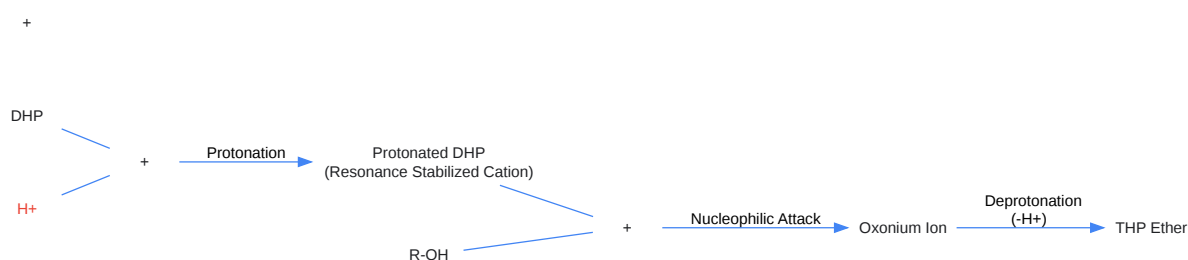 +
DHP
H+
+
Protonation
Protonated DHP
(Resonance Stabilized Cation)
R-OH
+
Nucleophilic Attack
Oxonium Ion
Deprotonation
(-H+)
THP Ether